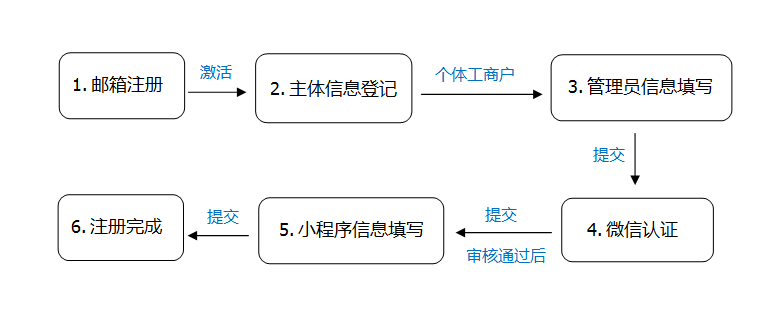 1. 邮箱注册
激活
2. 主体信息登记
个体工商户
3. 管理员信息填写
提交
4. 微信认证
提交
审核通过后
5. 小程序信息填写
提交
6. 注册完成